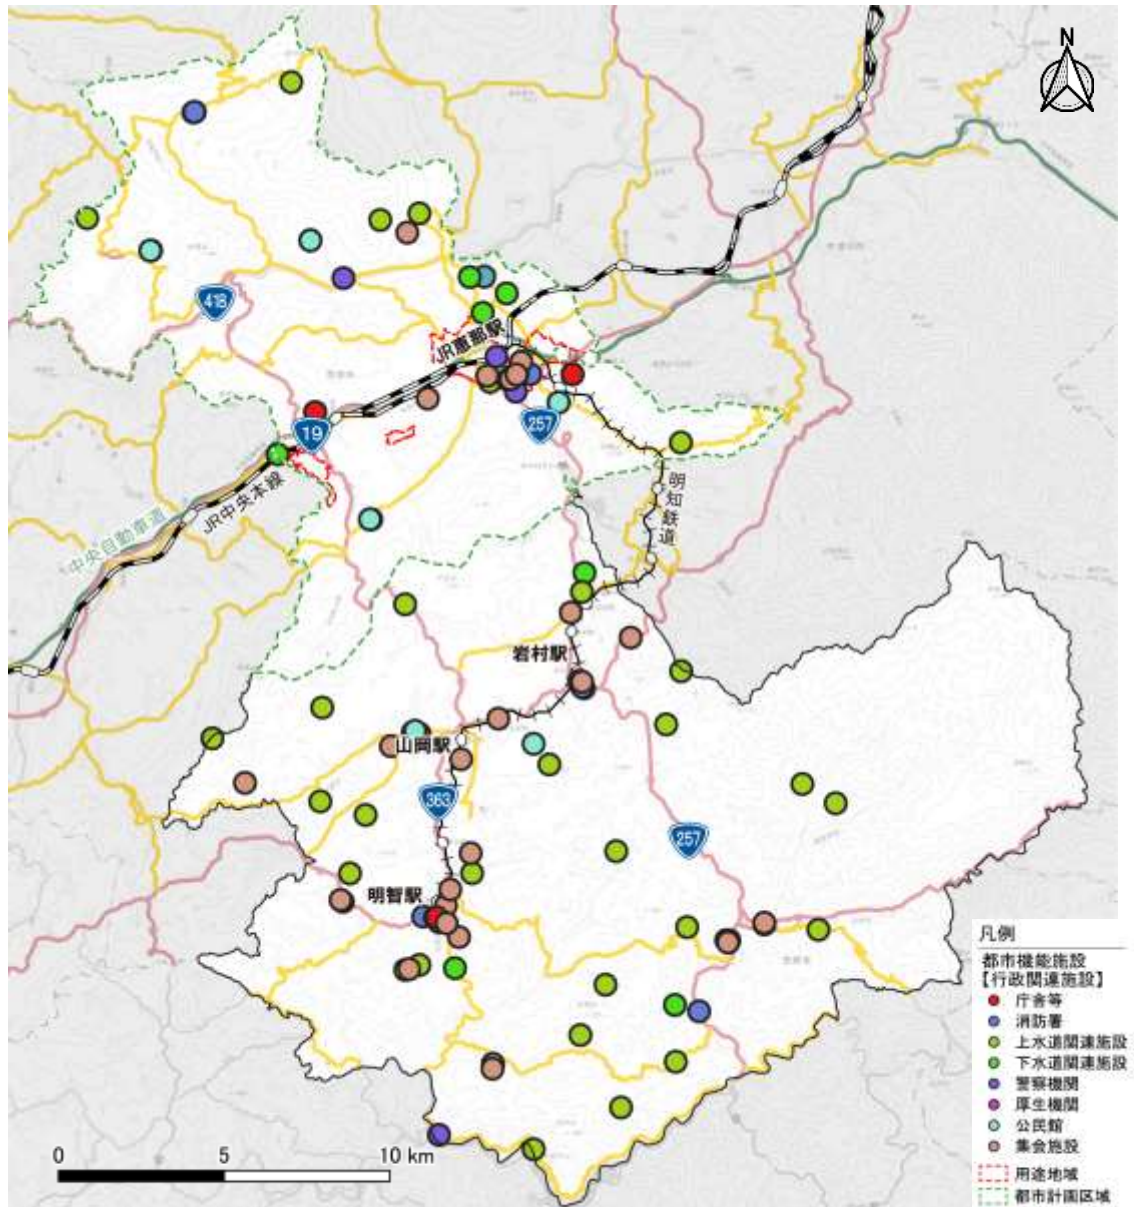 N
418
JR恵那駅
19
257
明知鉄道
JR中央本線
中央自動車道
岩村駅
山岡駅
363
257
明智駅
凡例
都市機能施設
【行政関連施設】
庁舎等
消防署
上水道関連施設
下水道関連施設
警察機関
厚生機関
公民館
集会施設
用途地域
都市計画区域
0 5 10 km